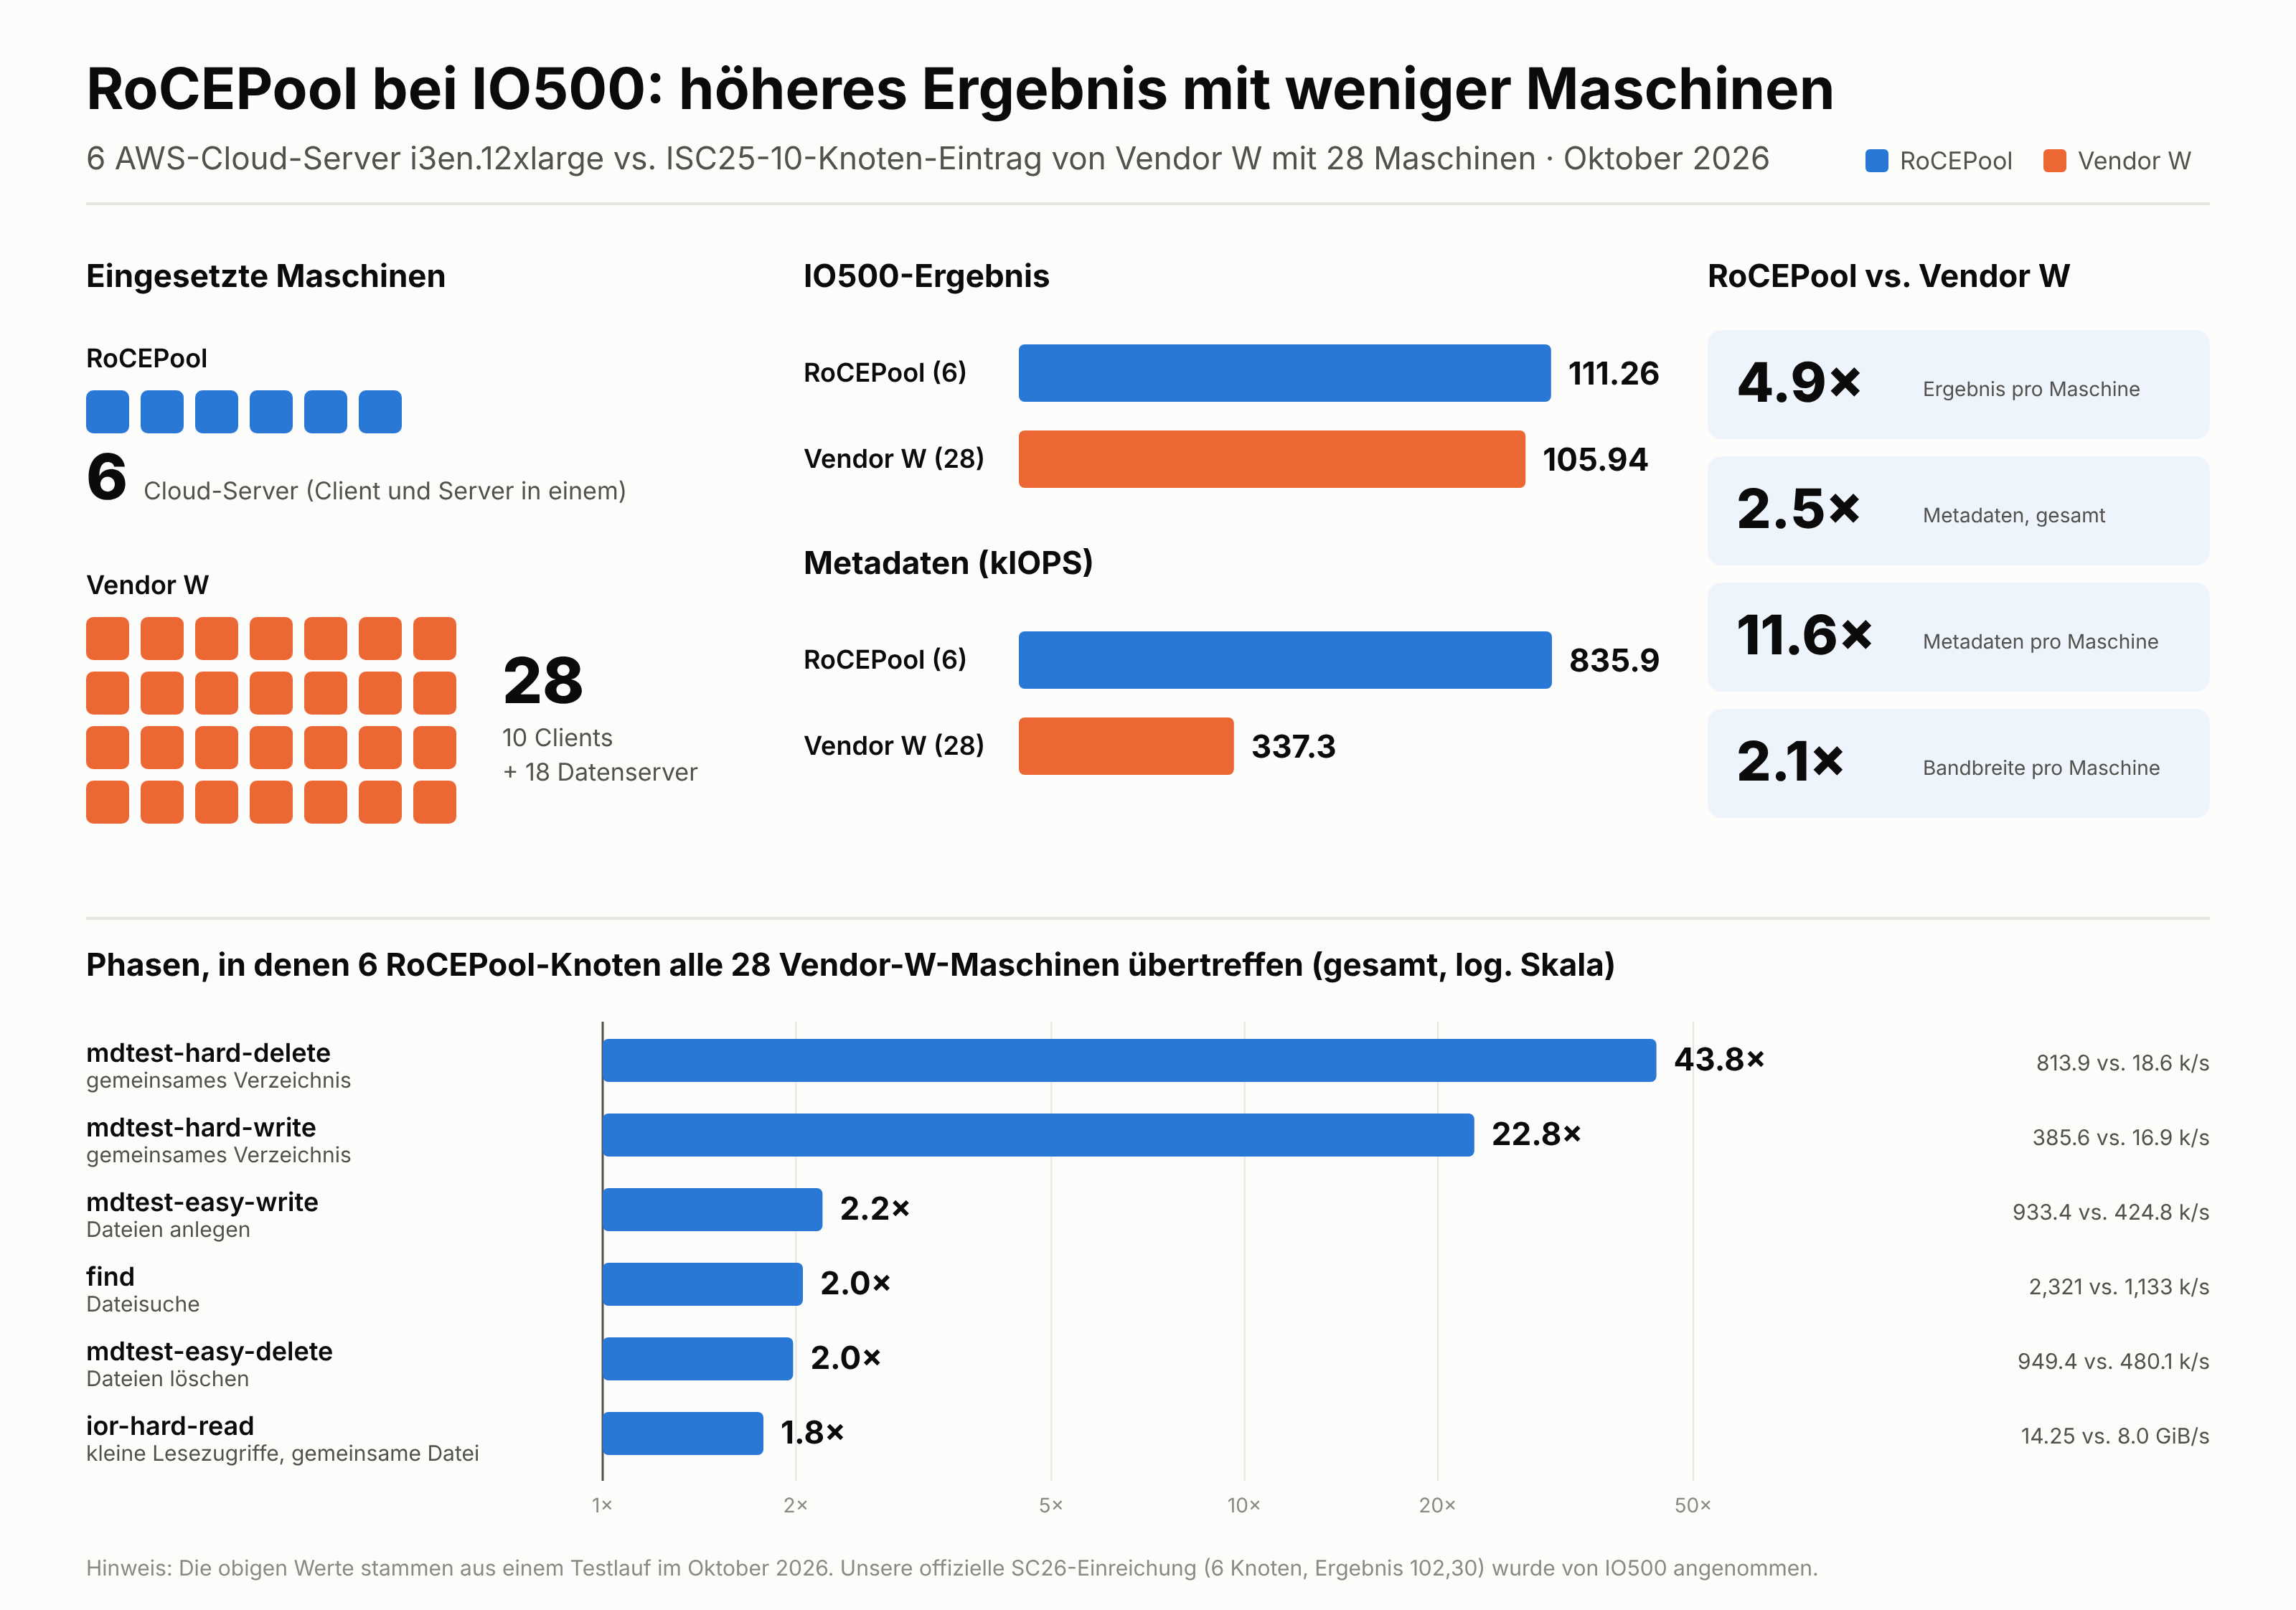 RoCEPool bei IO500: höheres Ergebnis mit weniger Maschinen
6 AWS-Cloud-Server i3en.12xlarge vs. ISC25-10-Knoten-Eintrag von Vendor W mit 28 Maschinen · Oktober 2026
RoCEPool
Vendor W
Eingesetzte Maschinen
RoCEPool
6 Cloud-Server (Client und Server in einem)
Vendor W
28
10 Clients
+ 18 Datenserver
IO500-Ergebnis
RoCEPool (6) 111.26
Vendor W (28) 105.94
Metadaten (kIOPS)
RoCEPool (6) 835.9
Vendor W (28) 337.3
RoCEPool vs. Vendor W
4.9× Ergebnis pro Maschine
2.5× Metadaten, gesamt
11.6× Metadaten pro Maschine
2.1× Bandbreite pro Maschine
Phasen, in denen 6 RoCEPool-Knoten alle 28 Vendor-W-Maschinen übertreffen (gesamt, log. Skala)
mdtest-hard-delete
gemeinsames Verzeichnis
43.8×
813.9 vs. 18.6 k/s
mdtest-hard-write
gemeinsames Verzeichnis
22.8×
385.6 vs. 16.9 k/s
mdtest-easy-write
Dateien anlegen
2.2×
933.4 vs. 424.8 k/s
find
Dateisuche
2.0×
2,321 vs. 1,133 k/s
mdtest-easy-delete
Dateien löschen
2.0×
949.4 vs. 480.1 k/s
ior-hard-read
kleine Lesezugriffe, gemeinsame Datei
1.8×
14.25 vs. 8.0 GiB/s
1× 2× 5× 10× 20× 50×
Hinweis: Die obigen Werte stammen aus einem Testlauf im Oktober 2026. Unsere offizielle SC26-Einreichung (6 Knoten, Ergebnis 102,30) wurde von IO500 angenommen.